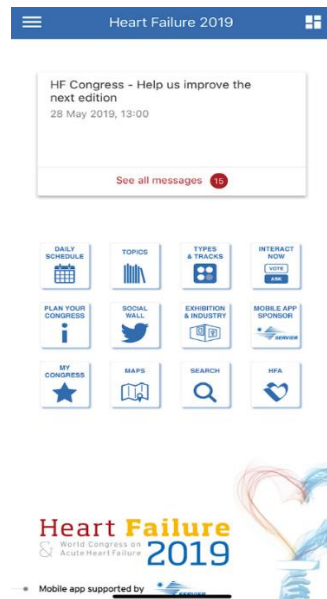 Heart Failure 2019
HF Congress - Help us improve the
next edition
28 May 2019, 13:00
See all messages 15
DAILY
SCHEDULE
TOPICS
TYPES
& TRACKS
INTERACT
NOW
VOTE
ASK
PLAN YOUR
CONGRESS
SOCIAL
WALL
EXHIBITION
& INDUSTRY
MOBILE APP
SPONSOR
SERVIER
MY
CONGRESS
MAPS
SEARCH
HFA
Heart Failure
& World Congress on
Acute Heart Failure 2019
Mobile app supported by SERVIER